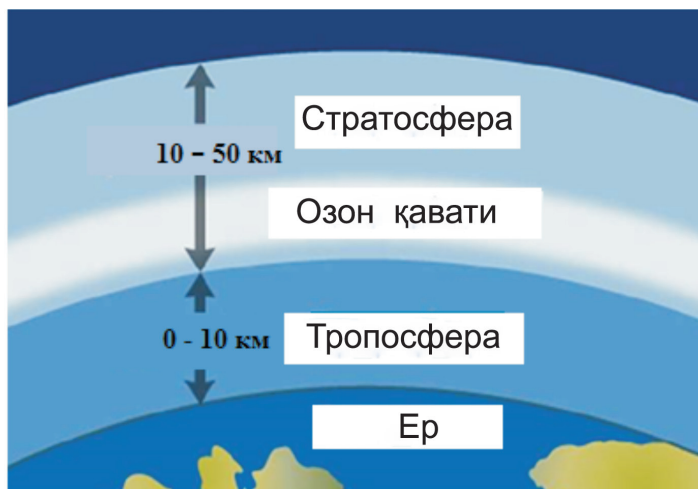 Стратосфера
10 – 50 км
Озон қавати
0 - 10 км
Тропосфера
Ер